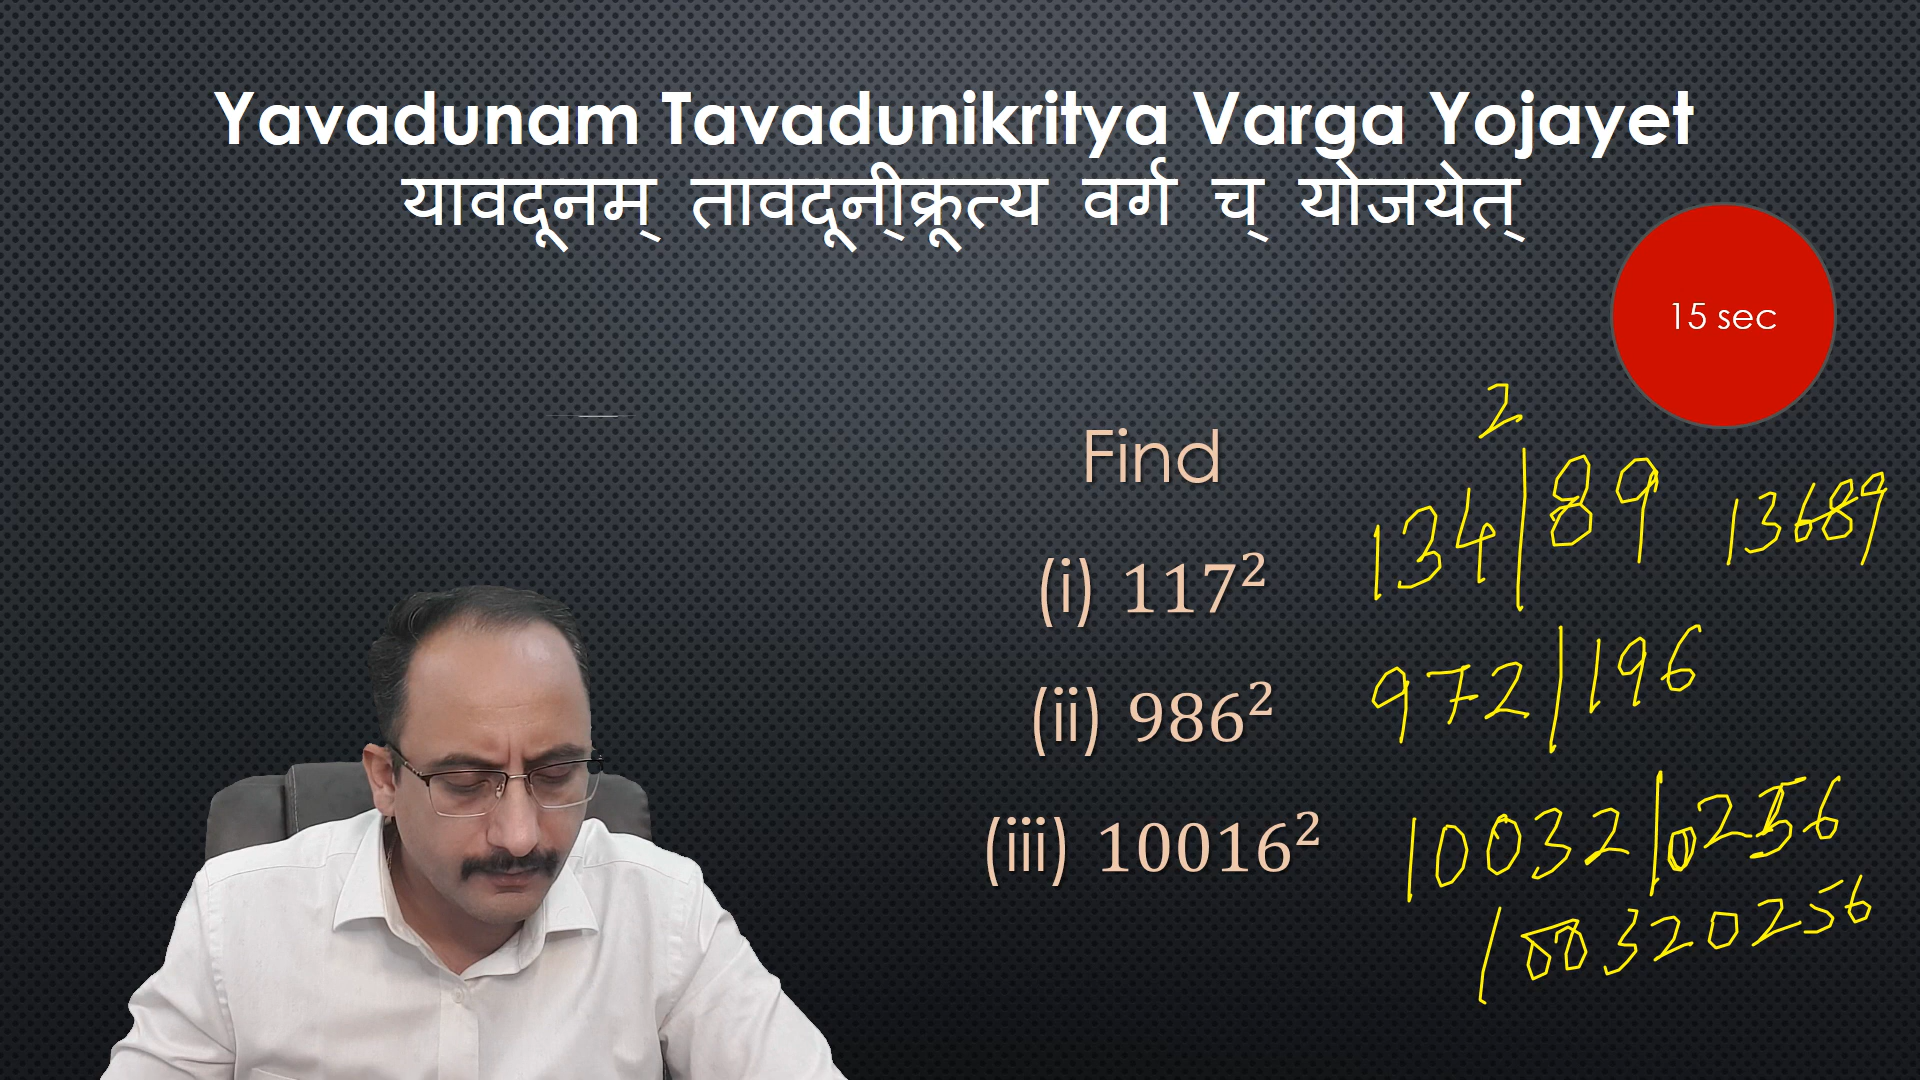 Yavadunam Tavadunikritya Varga Yojayet
यावदूनम् तावदूनी्क्रूत्य वर्ग च् योजयेत्
15 sec
Find
2
134|89 13689
(i) 117²
972|196
(ii) 986²
10032|0256
(iii) 10016²
100320256